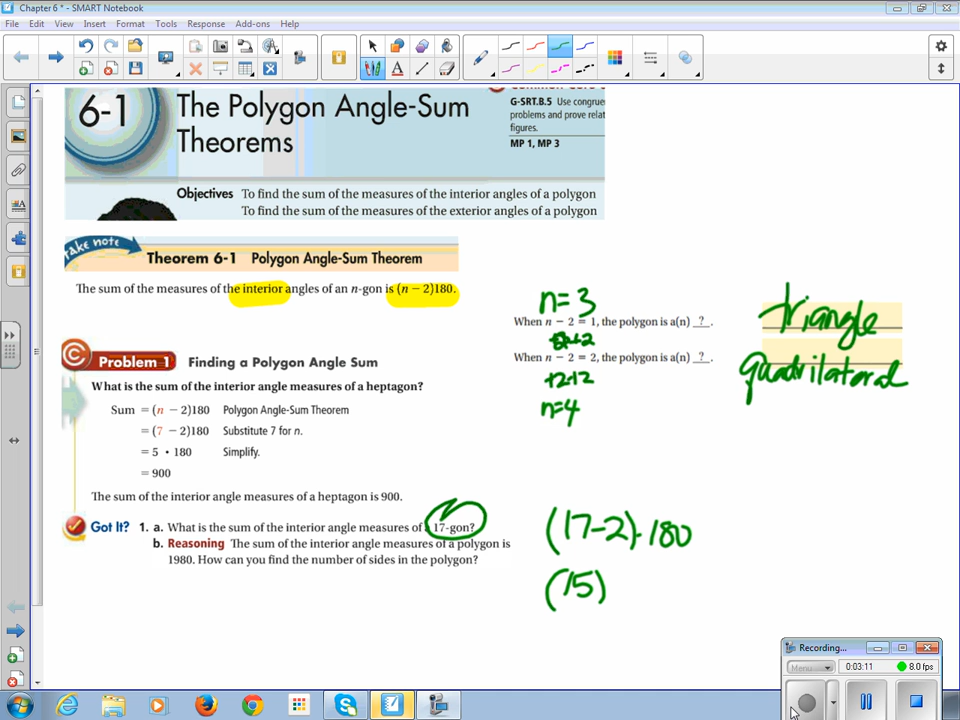 Chapter 6 * - SMART Notebook
File Edit View Insert Format Tools Response Add-ons Help
6-1 The Polygon Angle-Sum
Theorems
G-SRT.B.5 Use congruen
problems and prove relat
figures.
MP 1, MP 3
Objectives To find the sum of the measures of the interior angles of a polygon
To find the sum of the measures of the exterior angles of a polygon
take note
Theorem 6-1 Polygon Angle-Sum Theorem
The sum of the measures of the interior angles of an n-gon is (n − 2)180.
n=3
When n − 2 = 1, the polygon is a(n) ?.
triangle
+2
When n − 2 = 2, the polygon is a(n) ?.
quadrilateral
+2 +2
n=4
Problem 1 Finding a Polygon Angle Sum
What is the sum of the interior angle measures of a heptagon?
Sum = (n − 2)180 Polygon Angle-Sum Theorem
= (7 − 2)180 Substitute 7 for n.
= 5 • 180 Simplify.
= 900
The sum of the interior angle measures of a heptagon is 900.
Got It? 1. a. What is the sum of the interior angle measures of a 17-gon?
b. Reasoning The sum of the interior angle measures of a polygon is
1980. How can you find the number of sides in the polygon?
(17-2)·180
(15)
Recording...
Menu 0:03:11 8.0 fps